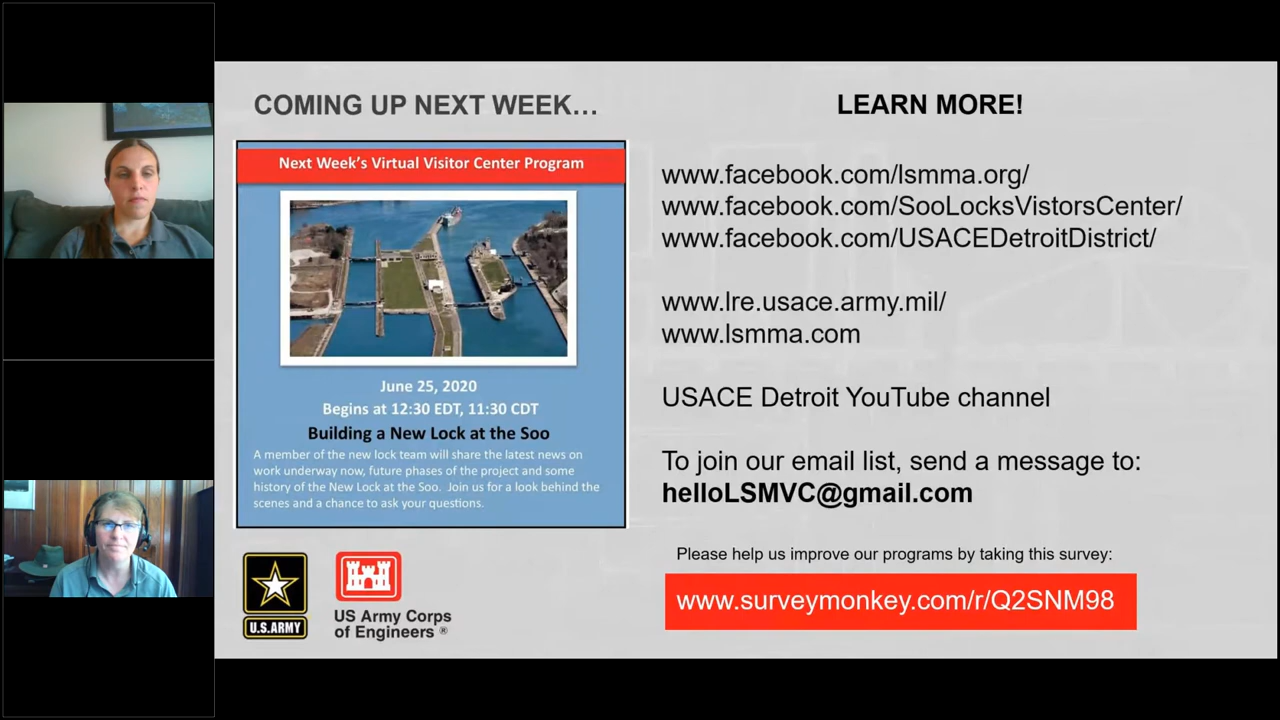 COMING UP NEXT WEEK…
Next Week's Virtual Visitor Center Program
June 25, 2020
Begins at 12:30 EDT, 11:30 CDT
Building a New Lock at the Soo
A member of the new lock team will share the latest news on
work underway now, future phases of the project and some
history of the New Lock at the Soo. Join us for a look behind the
scenes and a chance to ask your questions.
U.S.ARMY
US Army Corps
of Engineers ®
LEARN MORE!
www.facebook.com/lsmma.org/
www.facebook.com/SooLocksVistorsCenter/
www.facebook.com/USACEDetroitDistrict/
www.lre.usace.army.mil/
www.lsmma.com
USACE Detroit YouTube channel
To join our email list, send a message to:
helloLSMVC@gmail.com
Please help us improve our programs by taking this survey:
www.surveymonkey.com/r/Q2SNM98